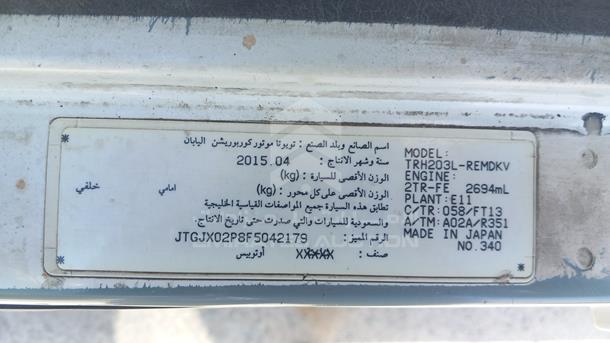 اسم الصانع وبلد الصنع : تويوتا موتور كوربوريشن اليابان
سنة وشهر الانتاج : 2015.04
الوزن الأقصى للسيارة : (kg)
الوزن الأقصى على كل محور : (kg) امامي خلفي
تطابق هذه السيارة جميع المواصفات القياسية الخليجية
والسعودية للسيارات والتي صدرت حتى تاريخ الانتاج.
الرقم المميز: JTGJX02P8F5042179
صنف : XXXXX أوتوبيس
MODEL:
TRH203L-REMDKV
ENGINE:
2TR-FE 2694mL
PLANT: E11
C/TR: 058/FT13
A/TM: A02A/R351
MADE IN JAPAN
NO.340